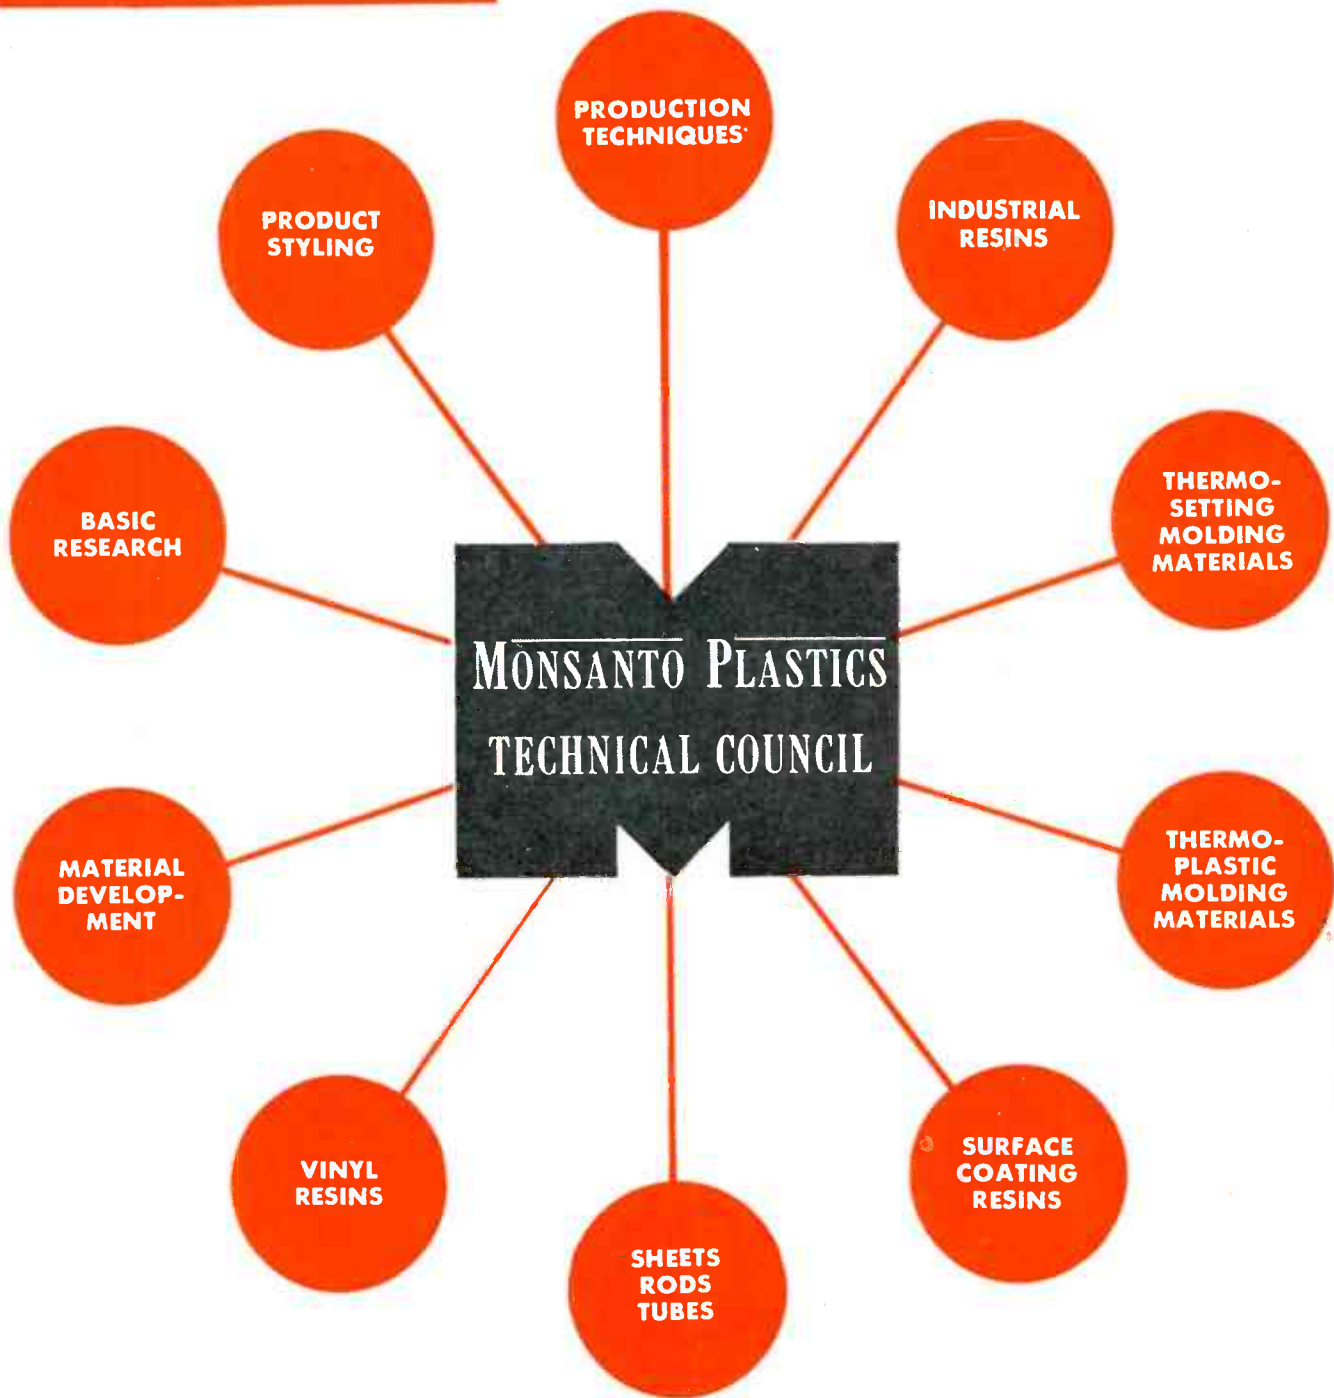 PRODUCTION
TECHNIQUES
PRODUCT
STYLING
INDUSTRIAL
RESINS
BASIC
RESEARCH
THERMO-
SETTING
MOLDING
MATERIALS
MONSANTO PLASTICS
TECHNICAL COUNCIL
MATERIAL
DEVELOP-
MENT
THERMO-
PLASTIC
MOLDING
MATERIALS
VINYL
RESINS
SURFACE
COATING
RESINS
SHEETS
RODS
TUBES